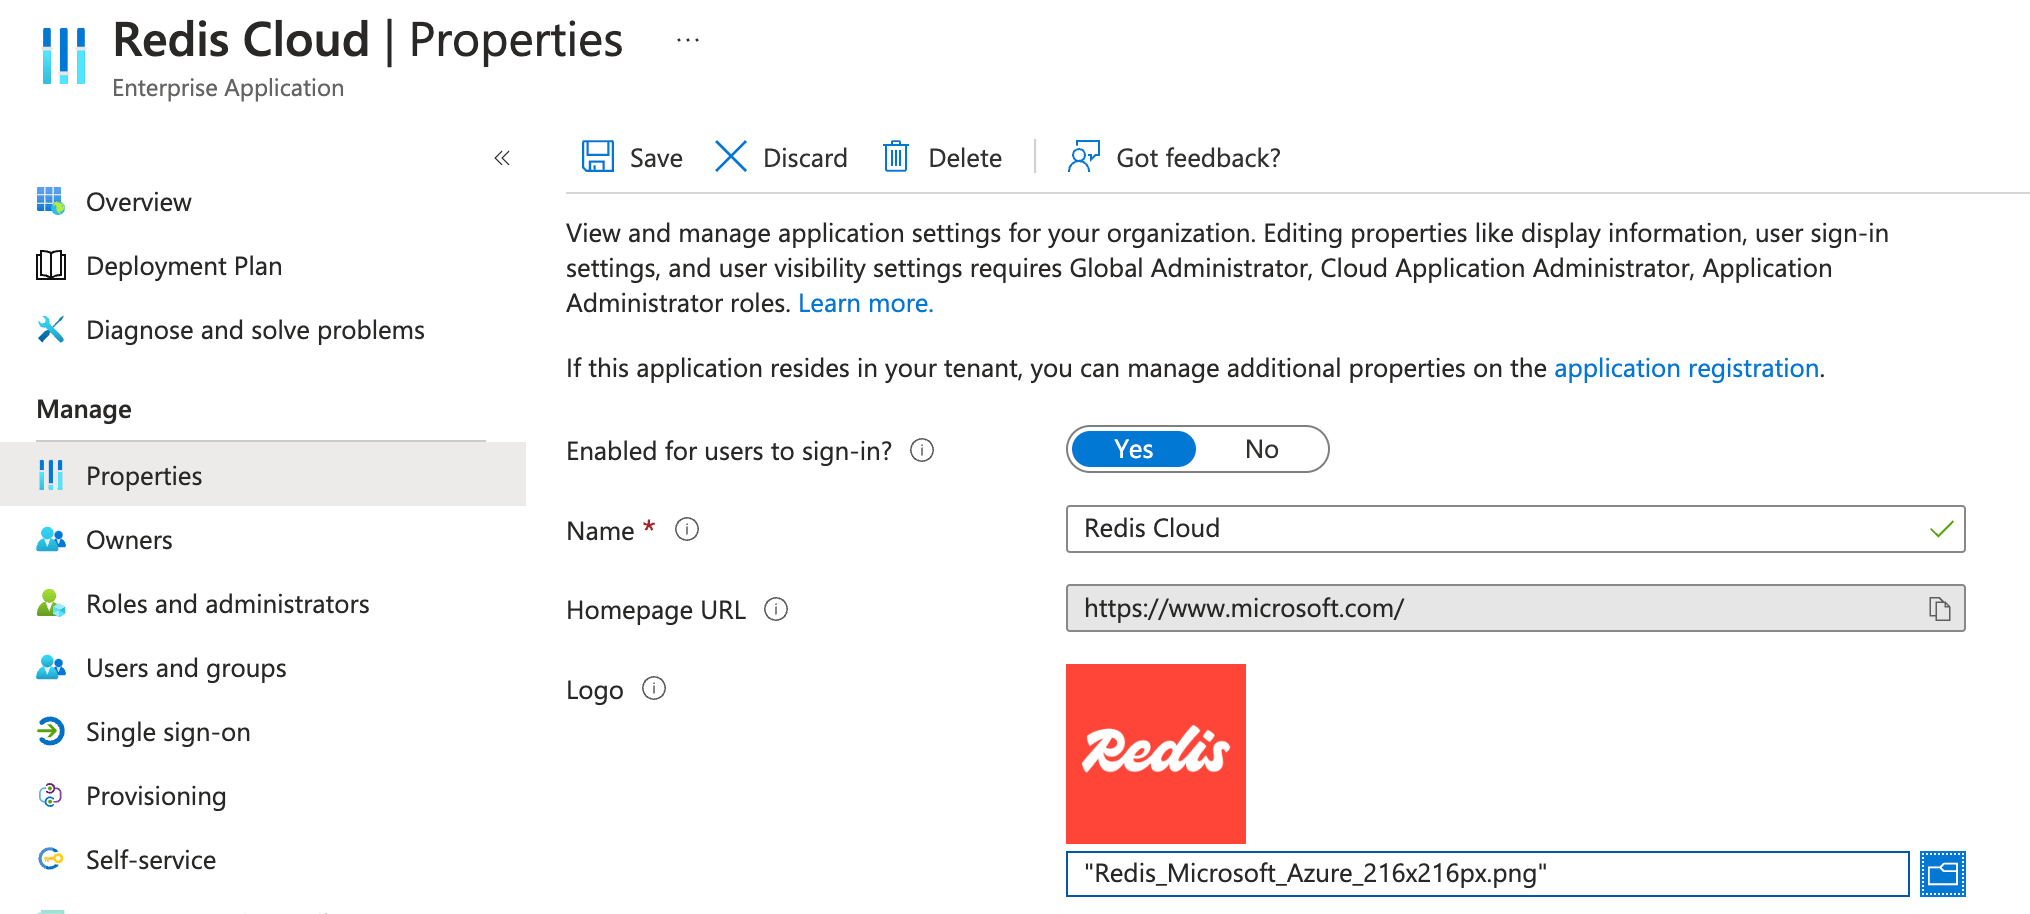 Redis Cloud | Properties ...
Enterprise Application
«
Save Discard Delete Got feedback?
Overview
Deployment Plan
Diagnose and solve problems
Manage
Properties
Owners
Roles and administrators
Users and groups
Single sign-on
Provisioning
Self-service
View and manage application settings for your organization. Editing properties like display information, user sign-in
settings, and user visibility settings requires Global Administrator, Cloud Application Administrator, Application
Administrator roles. Learn more.
If this application resides in your tenant, you can manage additional properties on the application registration.
Enabled for users to sign-in? Yes No
Name * Redis Cloud
Homepage URL https://www.microsoft.com/
Logo
Redis
"Redis_Microsoft_Azure_216x216px.png"